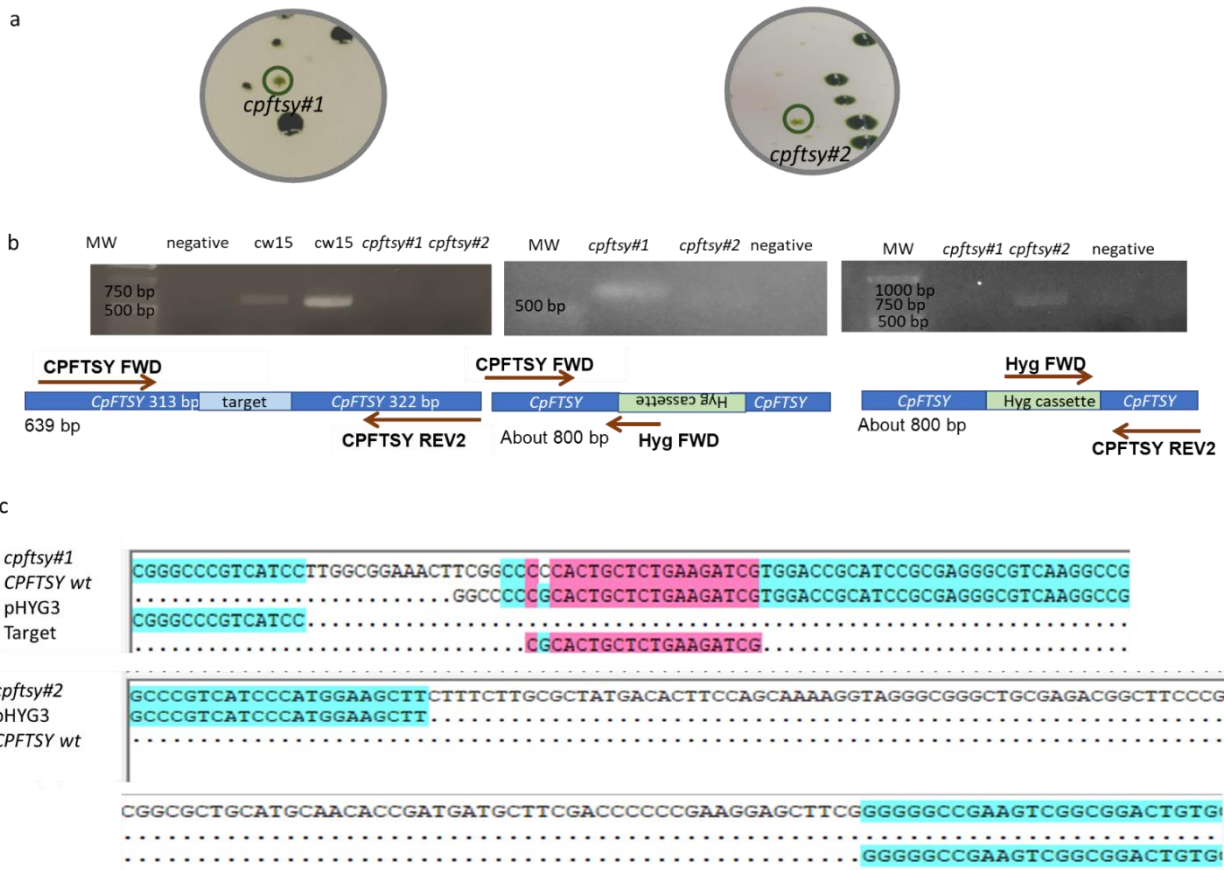 a
cpftsy#1
cpftsy#2
b
MW negative cw15 cw15 cpftsy#1 cpftsy#2
750 bp
500 bp
MW cpftsy#1 cpftsy#2 negative
500 bp
MW cpftsy#1 cpftsy#2 negative
1000 bp
750 bp
500 bp
CPFTSY FWD
CpFTSY 313 bp target CpFTSY 322 bp
639 bp
CPFTSY REV2
CPFTSY FWD
CpFTSY Hyg cassette CpFTSY
About 800 bp
Hyg FWD
Hyg FWD
CpFTSY Hyg cassette CpFTSY
About 800 bp
CPFTSY REV2
c
cpftsy#1 CGGGCCCGTCATCCTTGGCGGAAACTTCGGCCCCCCACTGCTCTGAAGATCGTGGACCGCATCCGCGAGGGCGTCAAGGCCG
CPFTSY wt ..........................GGCCCCCGCACTGCTCTGAAGATCGTGGACCGCATCCGCGAGGGCGTCAAGGCCG
pHYG3 CGGGCCCGTCATCC....................................................................
Target ................................CGCACTGCTCTGAAGATCG..............................
cpftsy#2 GCCCGTCATCCCATGGAAGCTTCTTTCTTGCGCTATGACACTTCCAGCAAAAGGTAGGGCGGGCTGCGAGACGGCTTCCCG
pHYG3 GCCCGTCATCCCATGGAAGCTT
CPFTSY wt
CGGCGCTGCATGCAACACCGATGATGCTTCGACCCCCCGAAGGAGCTTCGGGGGGCCGAAGTCGGCGGACTGTG
GGGGGCCGAAGTCGGCGGACTGTG